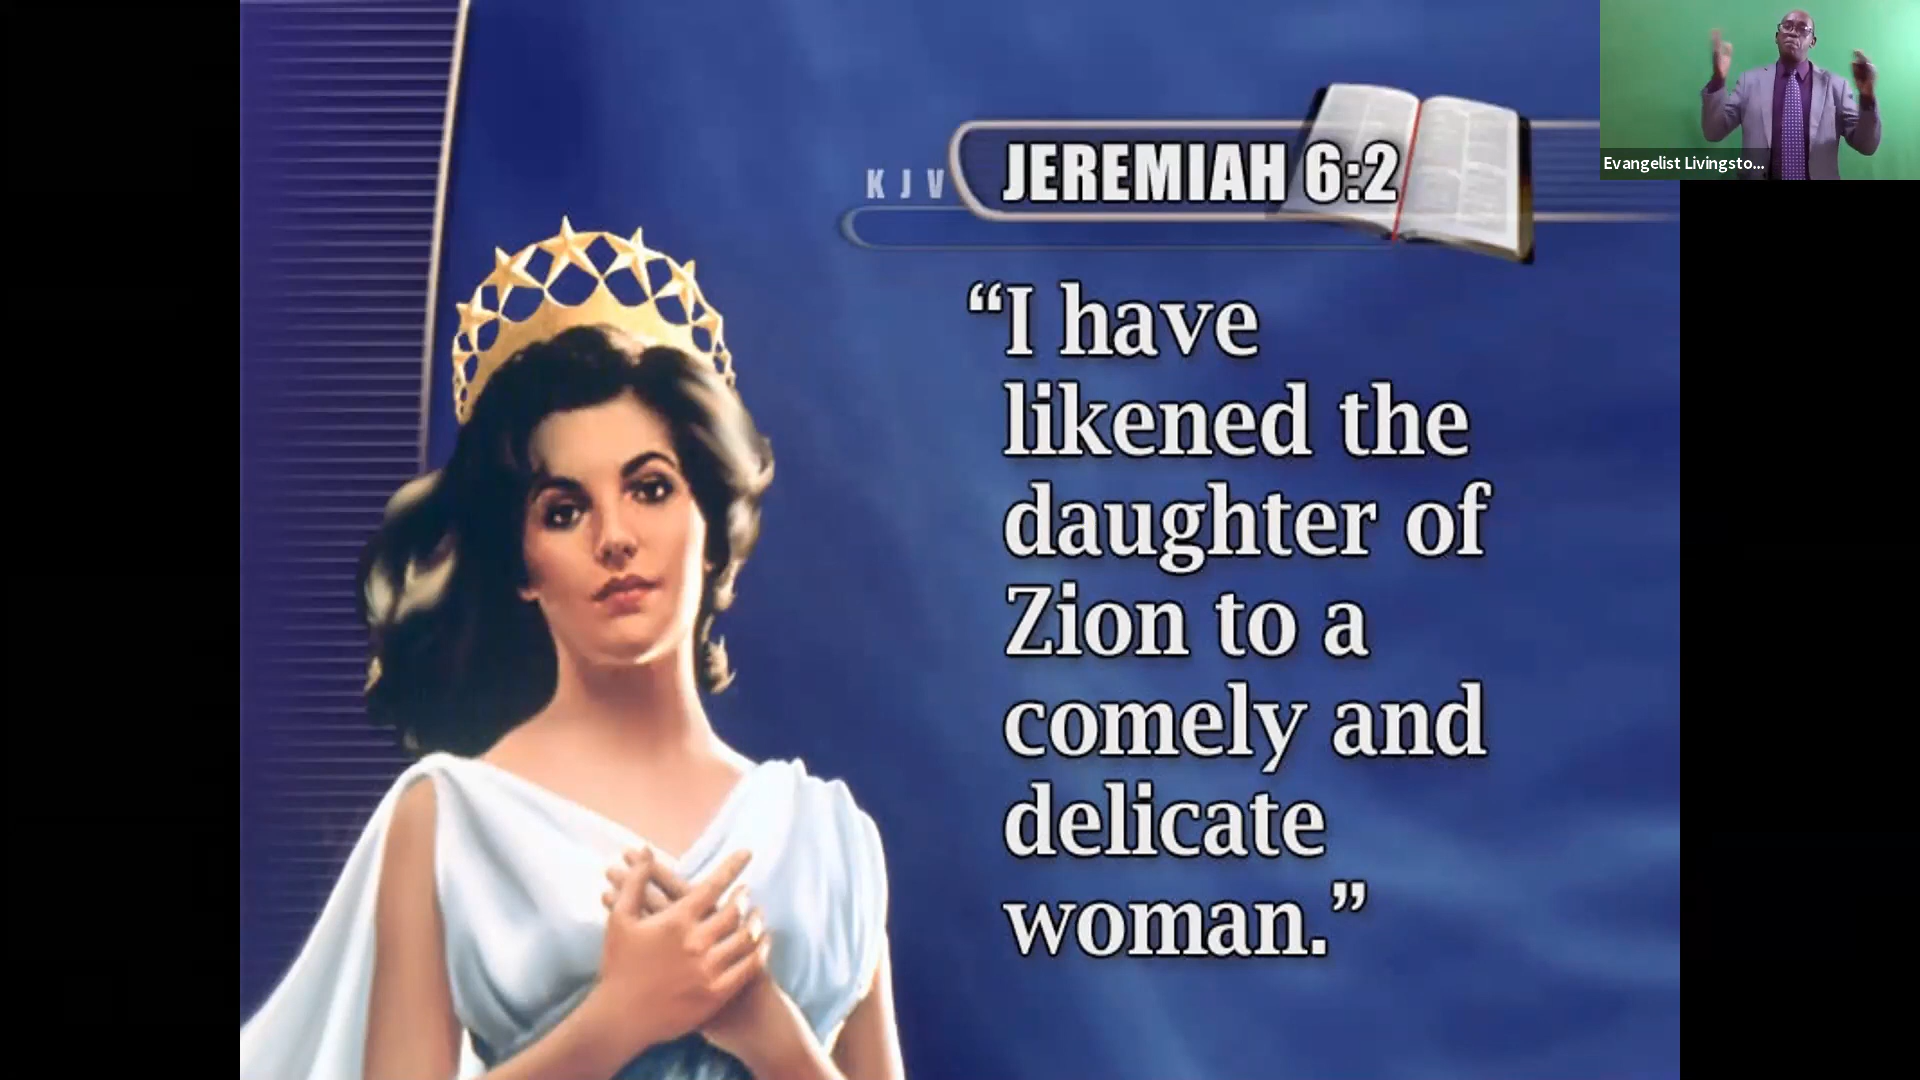 KJV
JEREMIAH 6:2
“I have
likened the
daughter of
Zion to a
comely and
delicate
woman.”
Evangelist Livingsto...